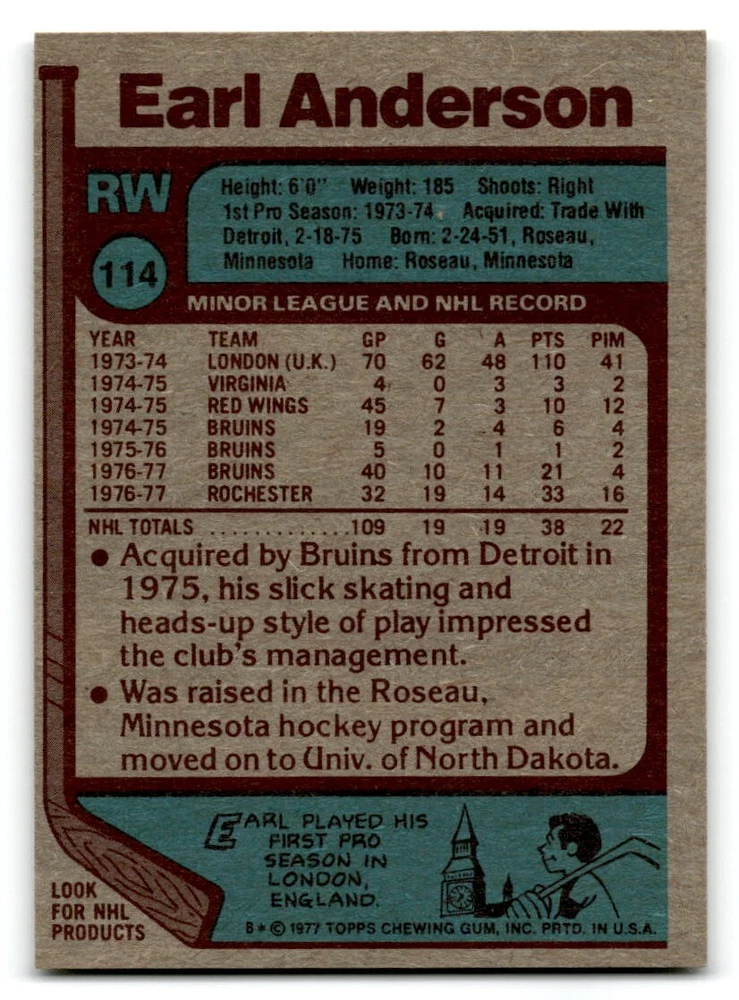 Earl Anderson
RW
114
Height: 6'0" Weight: 185 Shoots: Right
1st Pro Season: 1973-74 Acquired: Trade With
Detroit, 2-18-75 Born: 2-24-51, Roseau,
Minnesota Home: Roseau, Minnesota
MINOR LEAGUE AND NHL RECORD
YEAR TEAM GP G A PTS PIM
1973-74 LONDON (U.K.) 70 62 48 110 41
1974-75 VIRGINIA 4 0 3 3 2
1974-75 RED WINGS 45 7 3 10 12
1974-75 BRUINS 19 2 4 6 4
1975-76 BRUINS 5 0 1 1 2
1976-77 BRUINS 40 10 11 21 4
1976-77 ROCHESTER 32 19 14 33 16
NHL TOTALS .............109 19 19 38 22
● Acquired by Bruins from Detroit in
1975, his slick skating and
heads-up style of play impressed
the club's management.
● Was raised in the Roseau,
Minnesota hockey program and
moved on to Univ. of North Dakota.
EARL PLAYED HIS
FIRST PRO
SEASON IN
LONDON,
ENGLAND.
LOOK
FOR NHL
PRODUCTS
B* © 1977 TOPPS CHEWING GUM, INC. PRTD. IN U.S.A.